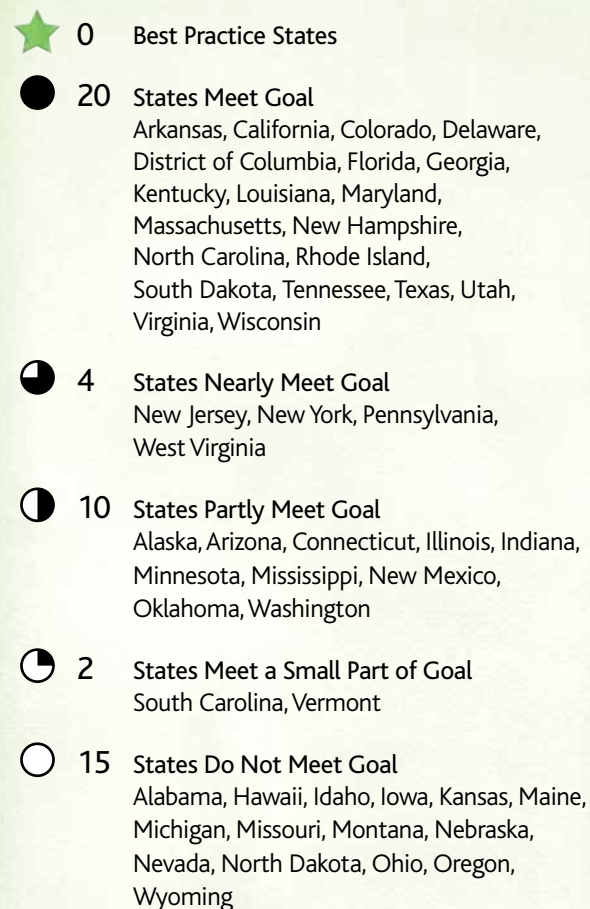 0 Best Practice States
20 States Meet Goal
Arkansas, California, Colorado, Delaware,
District of Columbia, Florida, Georgia,
Kentucky, Louisiana, Maryland,
Massachusetts, New Hampshire,
North Carolina, Rhode Island,
South Dakota, Tennessee, Texas, Utah,
Virginia, Wisconsin
4 States Nearly Meet Goal
New Jersey, New York, Pennsylvania,
West Virginia
10 States Partly Meet Goal
Alaska, Arizona, Connecticut, Illinois, Indiana,
Minnesota, Mississippi, New Mexico,
Oklahoma, Washington
2 States Meet a Small Part of Goal
South Carolina, Vermont
15 States Do Not Meet Goal
Alabama, Hawaii, Idaho, Iowa, Kansas, Maine,
Michigan, Missouri, Montana, Nebraska,
Nevada, North Dakota, Ohio, Oregon,
Wyoming